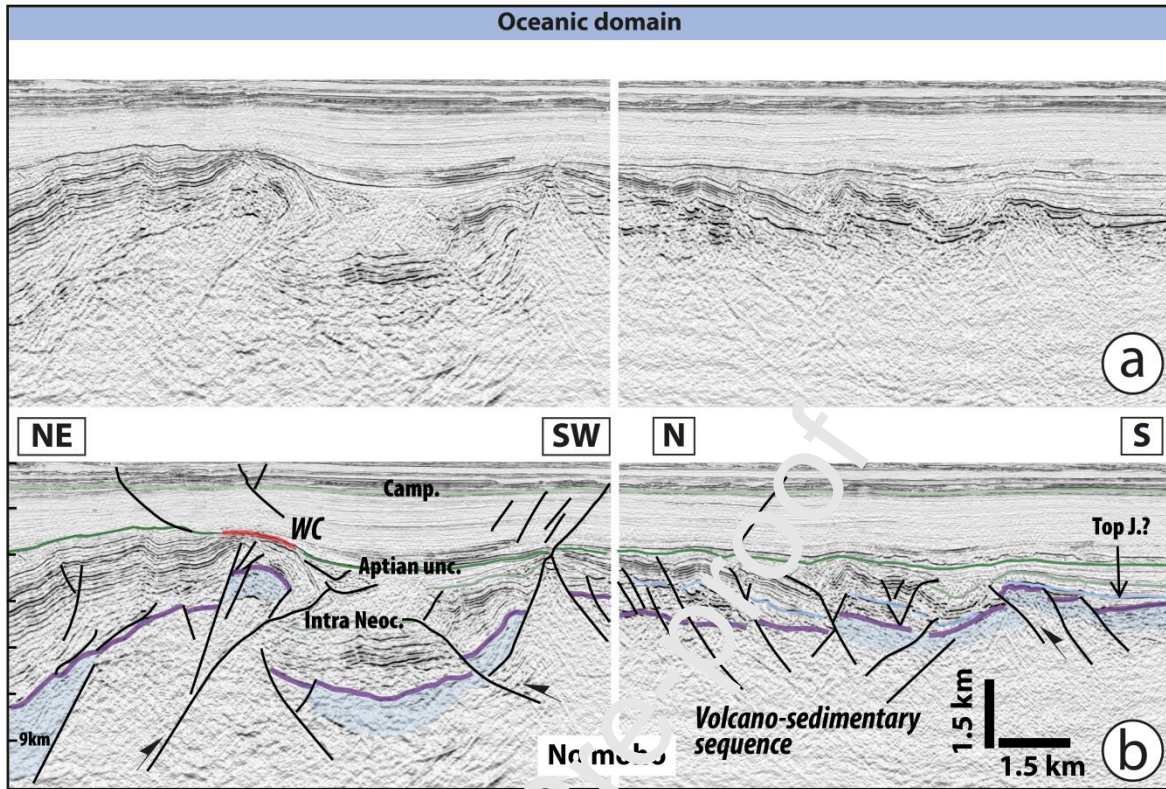 Oceanic domain
a
NE
SW
N
S
Camp.
WC
Top J.?
Aptian unc.
Intra Neoc.
Volcano-sedimentary
sequence
9km
1.5 km
1.5 km
b